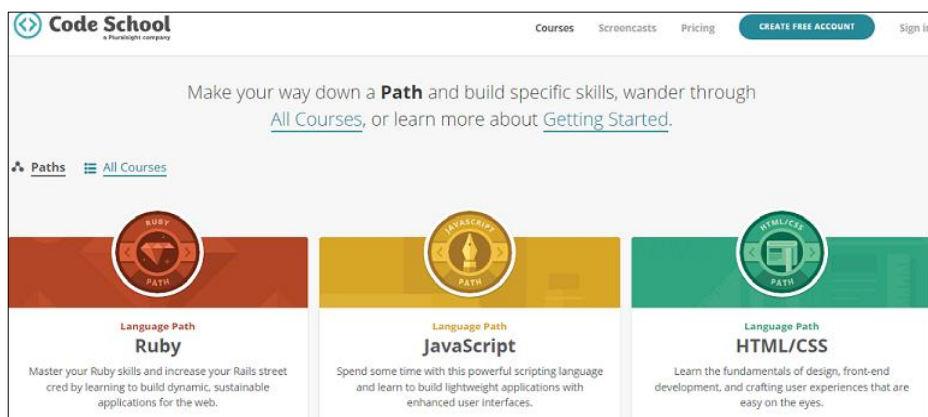 Code School
a Pluralsight company
Courses Screencasts Pricing CREATE FREE ACCOUNT Sign in
Make your way down a Path and build specific skills, wander through
All Courses, or learn more about Getting Started.
Paths All Courses
RUBY
PATH
JAVASCRIPT
PATH
HTML/CSS
PATH
Language Path
Ruby
Master your Ruby skills and increase your Rails street
cred by learning to build dynamic, sustainable
applications for the web.
Language Path
JavaScript
Spend some time with this powerful scripting language
and learn to build lightweight applications with
enhanced user interfaces.
Language Path
HTML/CSS
Learn the fundamentals of design, front-end
development, and crafting user experiences that are
easy on the eyes.